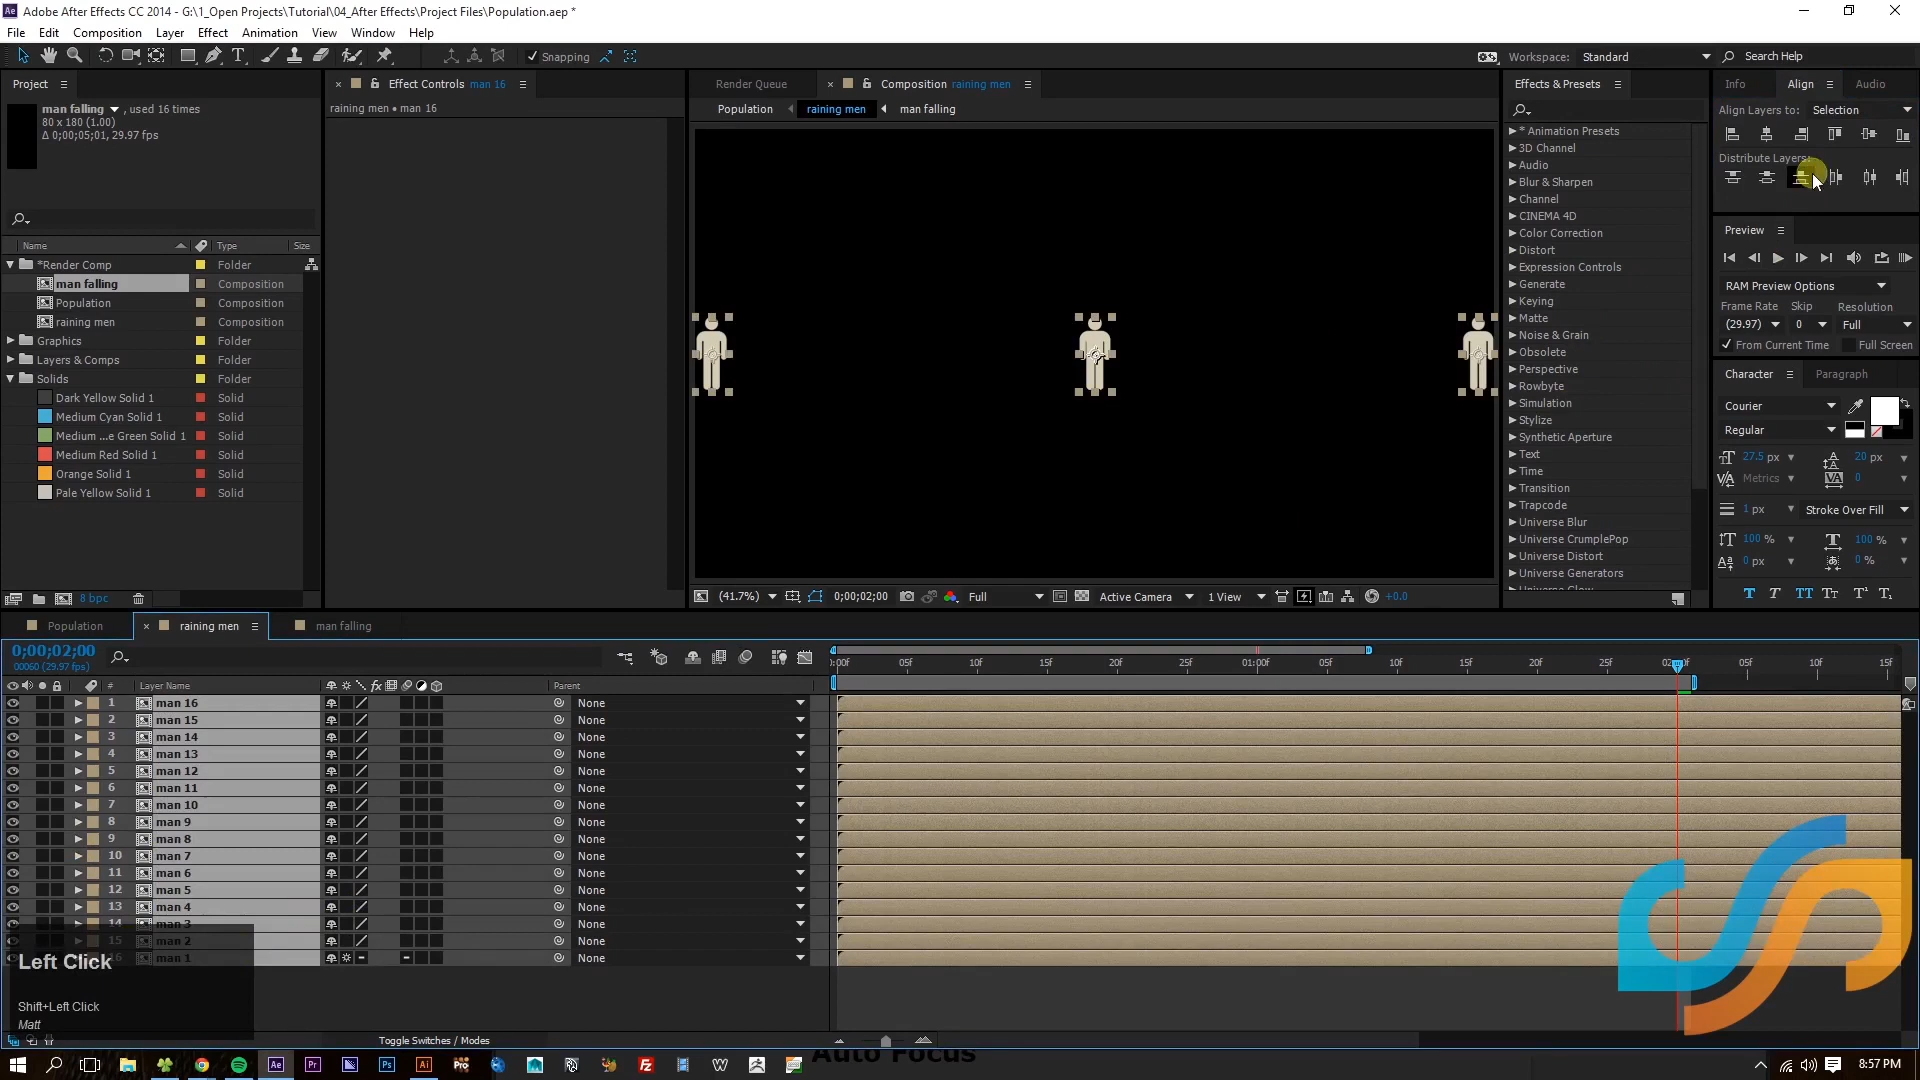 Adobe After Effects CC 2014 - G:\1_Open Projects\Tutorial\04_After Effects\Project Files\Population.aep *
File Edit Composition Layer Effect Animation View Window Help
Snapping
Workspace: Standard
Search Help
Project
man falling , used 16 times
80 x 180 (1.00)
Δ 0;00;05;01, 29.97 fps
Name Type Size
*Render Comp Folder
man falling Composition
Population Composition
raining men Composition
Graphics Folder
Layers & Comps Folder
Solids Folder
Dark Yellow Solid 1 Solid
Medium Cyan Solid 1 Solid
Medium ...e Green Solid 1 Solid
Medium Red Solid 1 Solid
Orange Solid 1 Solid
Pale Yellow Solid 1 Solid
8 bpc
Effect Controls man 16
raining men • man 16
Render Queue
Composition raining men
Population raining men man falling
(41.7%) 0;00;02;00 Full Active Camera 1 View +0.0
Effects & Presets
* Animation Presets
3D Channel
Audio
Blur & Sharpen
Channel
CINEMA 4D
Color Correction
Distort
Expression Controls
Generate
Keying
Matte
Noise & Grain
Obsolete
Perspective
Rowbyte
Simulation
Stylize
Synthetic Aperture
Text
Time
Transition
Trapcode
Universe Blur
Universe CrumplePop
Universe Distort
Universe Generators
Universe Glow
Info Align Audio
Align Layers to: Selection
Distribute Layers:
Preview
RAM Preview Options
Frame Rate Skip Resolution
(29.97) 0 Full
From Current Time Full Screen
Character Paragraph
Courier
Regular
27.5 px 20 px
Metrics 0
1 px Stroke Over Fill
100 % 100 %
0 px 0 %
Population raining men man falling
0;00;02;00
00060 (29.97 fps)
# Layer Name Parent
0:00F 05f 10f 15f 20f 25f 01:00f 05f 10f 15f 20f 25f 02:00f 05f 10f 15f
1 man 16 None
2 man 15 None
3 man 14 None
4 man 13 None
5 man 12 None
6 man 11 None
7 man 10 None
8 man 9 None
9 man 8 None
10 man 7 None
11 man 6 None
12 man 5 None
13 man 4 None
14 man 3 None
15 man 2 None
16 man 1 None
Left Click
Shift+Left Click
Matt
Toggle Switches / Modes
Auto Focus
8:57 PM